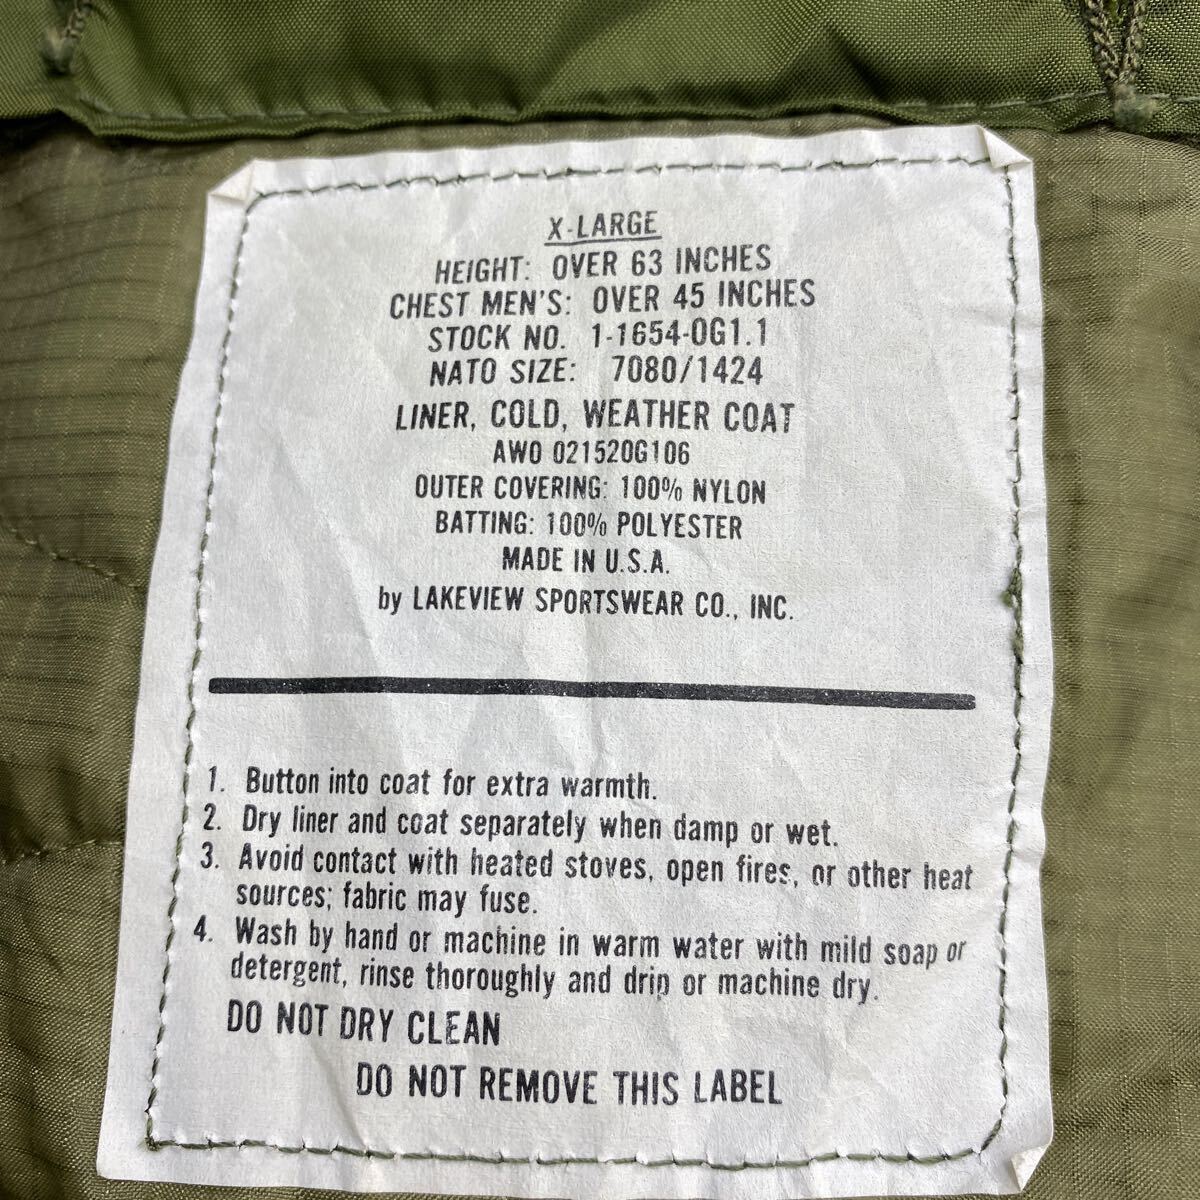 X-LARGE
HEIGHT: OVER 63 INCHES
CHEST MEN'S: OVER 45 INCHES
STOCK NO. 1-1654-OG1.1
NATO SIZE: 7080/1424
LINER, COLD, WEATHER COAT
AWO 021520G106
OUTER COVERING: 100% NYLON
BATTING: 100% POLYESTER
MADE IN U.S.A.
by LAKEVIEW SPORTSWEAR CO., INC.
1. Button into coat for extra warmth.
2. Dry liner and coat separately when damp or wet.
3. Avoid contact with heated stoves, open fires, or other heat
sources; fabric may fuse.
4. Wash by hand or machine in warm water with mild soap or
detergent, rinse thoroughly and drip or machine dry.
DO NOT DRY CLEAN
DO NOT REMOVE THIS LABEL